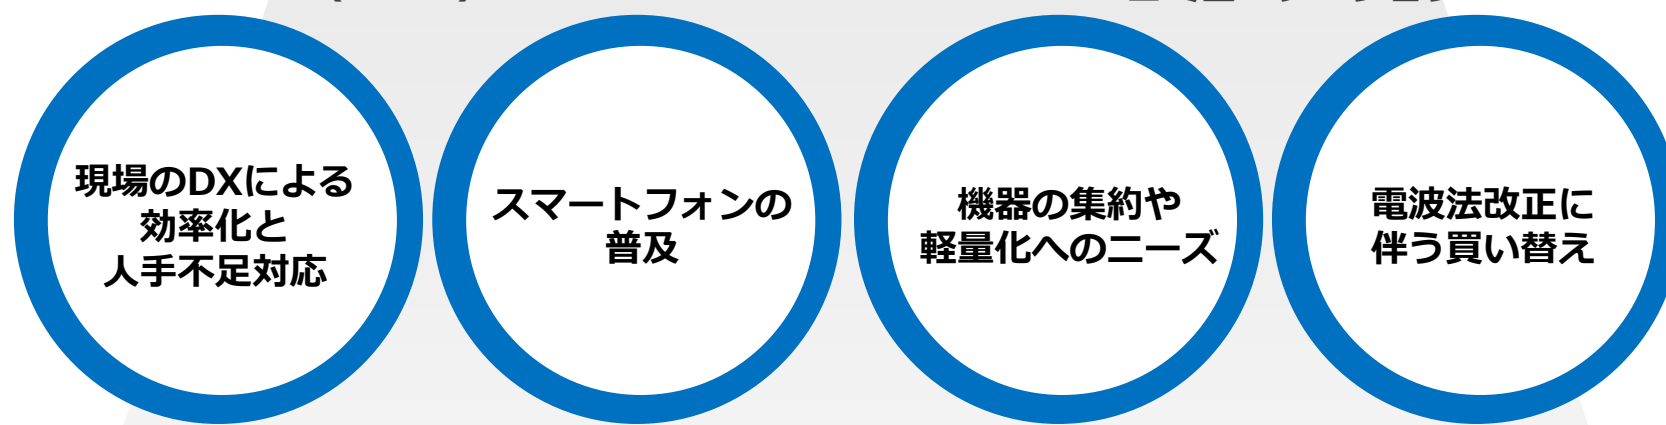 現場のDXによる
効率化と
人手不足対応
スマートフォンの
普及
機器の集約や
軽量化へのニーズ
電波法改正に
伴う買い替え